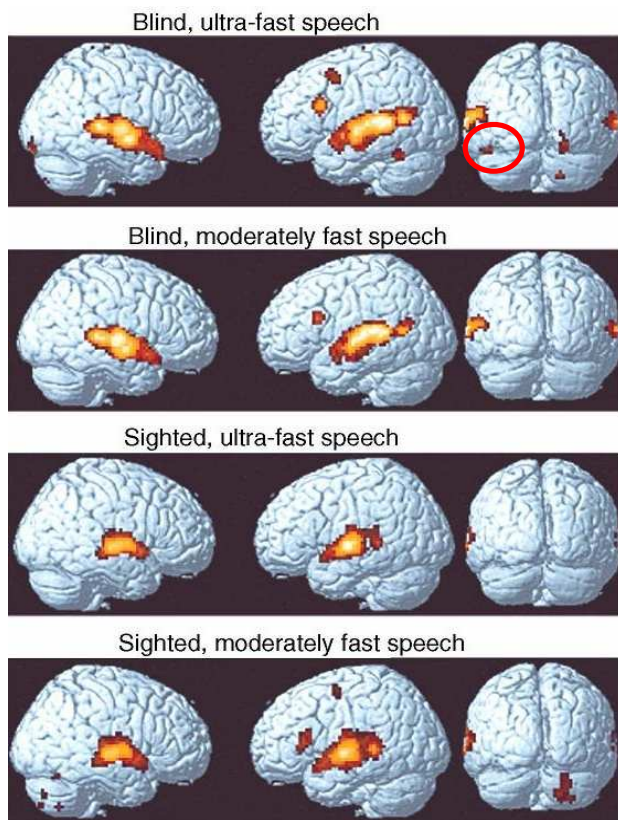 Blind, ultra-fast speech
Blind, moderately fast speech
Sighted, ultra-fast speech
Sighted, moderately fast speech